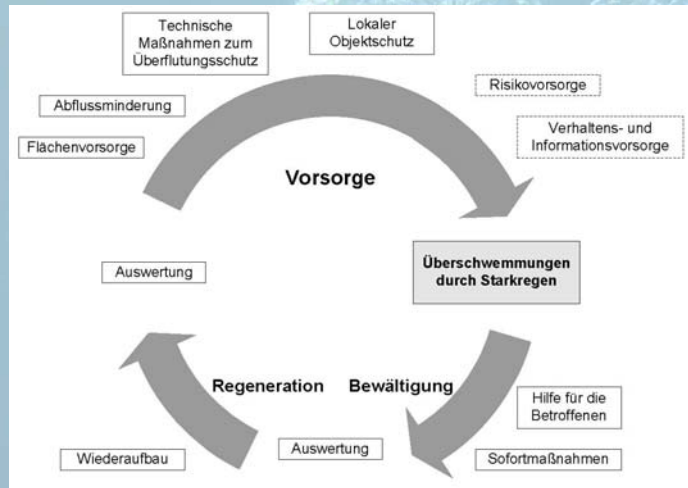 Technische
Maßnahmen zum
Überflutungsschutz
Lokaler
Objektschutz
Risikovorsorge
Abflussminderung
Flächenvorsorge
Verhaltens- und
Informationsvorsorge
Vorsorge
Auswertung
Überschwemmungen
durch Starkregen
Regeneration
Bewältigung
Hilfe für die
Betroffenen
Wiederaufbau
Auswertung
Sofortmaßnahmen